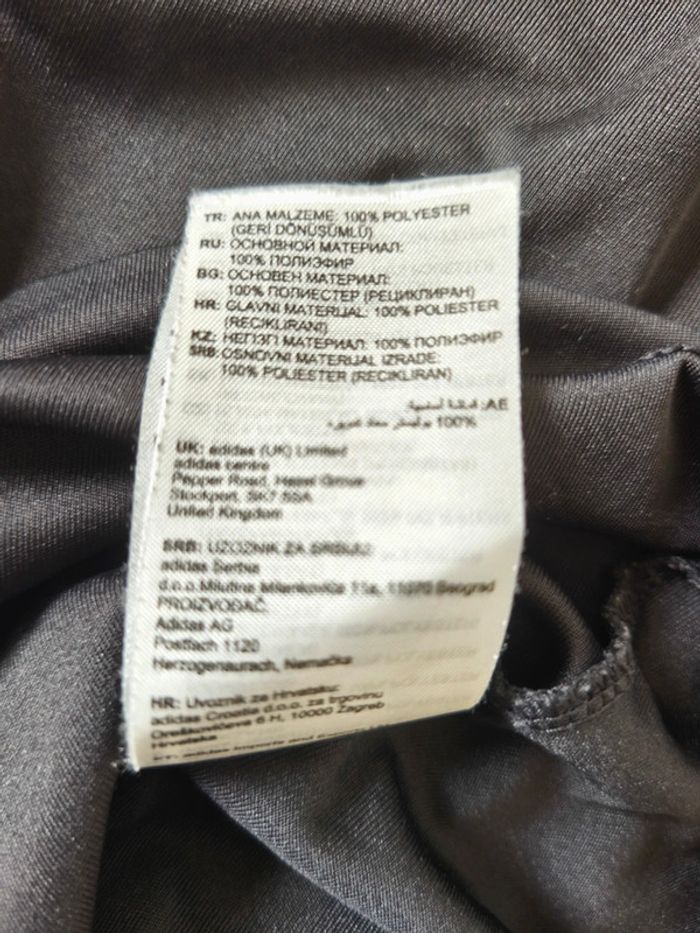 TR: ANA MALZEME: 100% POLYESTER
(GERİ DÖNÜŞÜMLÜ)
RU: ОСНОВНОЙ МАТЕРИАЛ:
100% ПОЛИЭФИР
BG: ОСНОВЕН МАТЕРИАЛ:
100% ПОЛИЕСТЕР (РЕЦИКЛИРАН)
HR: GLAVNI MATERIJAL: 100% POLIESTER
(RECIKLIRANI)
KZ: НЕГІЗГІ МАТЕРИАЛ: 100% ПОЛИЭФИР
SRB: OSNOVNI MATERIJAL IZRADE:
100% POLIESTER (RECIKLIRAN)
AE:
100%
UK: adidas (UK) Limited
adidas centre
Pepper Road, Hazel Grove
Stockport, SK7 5SA
United Kingdom
SRB: UVOZNIK ZA SRBIJU:
adidas Serbia
d.o.o. Milutina Milankovića 11a, 11070 Beograd
PROIZVOĐAČ:
Adidas AG
Postfach 1120
Herzogenaurach, Nemačka
HR: Uvoznik za Hrvatsku:
adidas Croatia d.o.o. za trgovinu
Oreškovićeva 6 H, 10000 Zagreb
Hrvatska
adidas Imports and